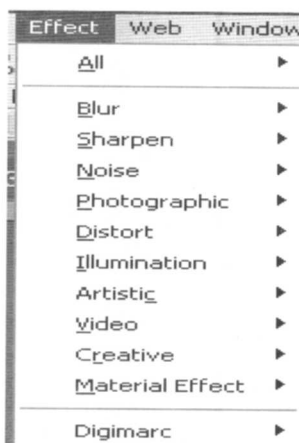 Effect Web Window
All
Blur
Sharpen
Noise
Photographic
Distort
Illumination
Artistic
Video
Creative
Material Effect
Digimarc